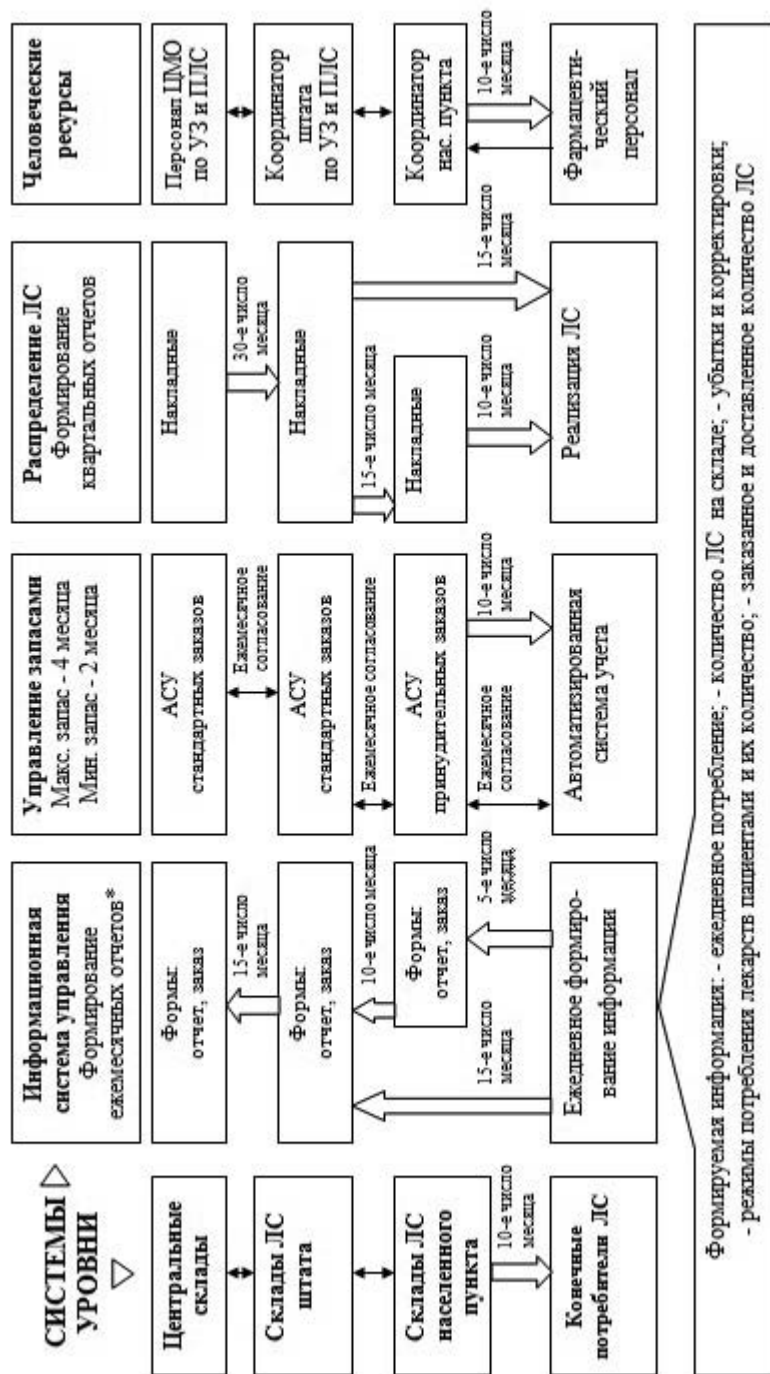 СИСТЕМЫ
УРОВНИ
Информационная
система управления
Формирование
ежемесячных отчетов*
Управление запасами
Макс. запас - 4 месяца
Мин. запас - 2 месяца
Распределение ЛС
Формирование
квартальных отчетов
Человеческие
ресурсы
Центральные
склады
Формы:
отчет, заказ
АСУ
стандартных заказов
Накладные
Персонал ЦМО
по УЗ и ПЛС
15-е число
месяца
Ежемесячное
согласование
30-е число
месяца
Склады ЛС
штата
Формы:
отчет, заказ
АСУ
стандартных заказов
Накладные
Координатор
штата
по УЗ и ПЛС
10-е число месяца
Ежемесячное согласование
15-е число месяца
Склады ЛС
населенного
пункта
Формы:
отчет, заказ
АСУ
принудительных заказов
Накладные
Координатор
нас. пункта
10-е число
месяца
15-е число
месяца
5-е число
месяца
Ежемесячное
согласование
10-е число
месяца
10-е число
месяца
15-е число
месяца
10-е число
месяца
Конечные
потребители ЛС
Ежедневное формиро-
вание информации
Автоматизированная
система учета
Реализация ЛС
Фармацевти-
ческий
персонал
Формируемая информация: - ежедневное потребление; - количество ЛС на складе; - убытки и корректировки;
- режимы потребления лекарств пациентами и их количество; - заказанное и доставленное количество ЛС